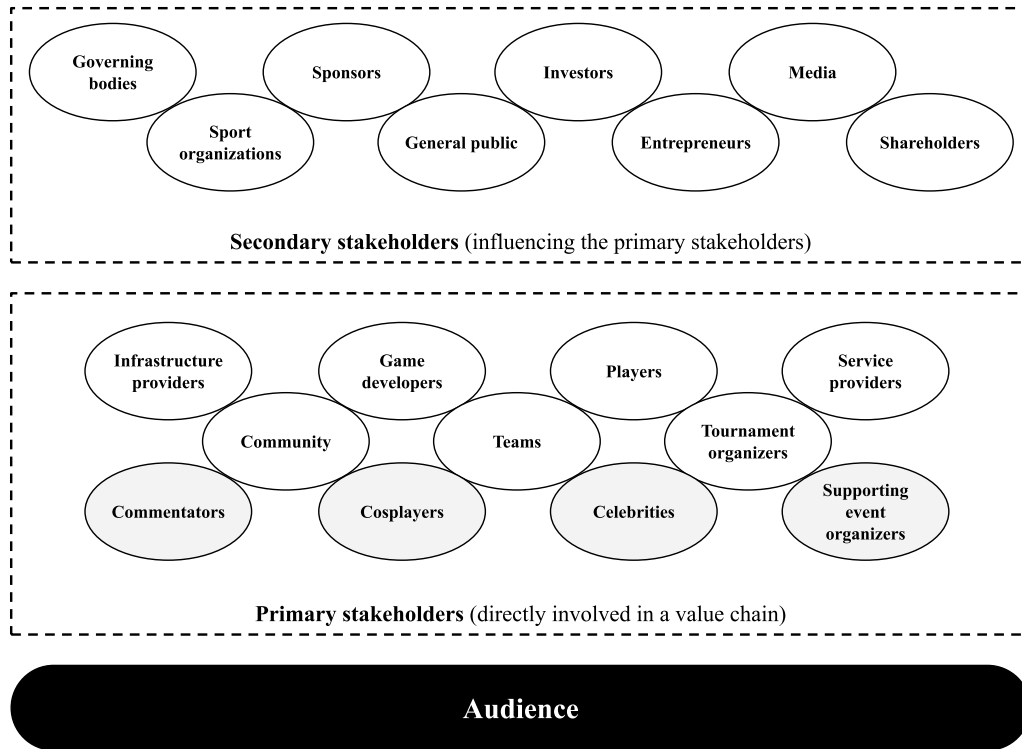 Governing
bodies
Sponsors
Investors
Media
Sport
organizations
General public
Entrepreneurs
Shareholders
Secondary stakeholders (influencing the primary stakeholders)
Infrastructure
providers
Game
developers
Players
Service
providers
Community
Teams
Tournament
organizers
Commentators
Cosplayers
Celebrities
Supporting
event
organizers
Primary stakeholders (directly involved in a value chain)
Audience